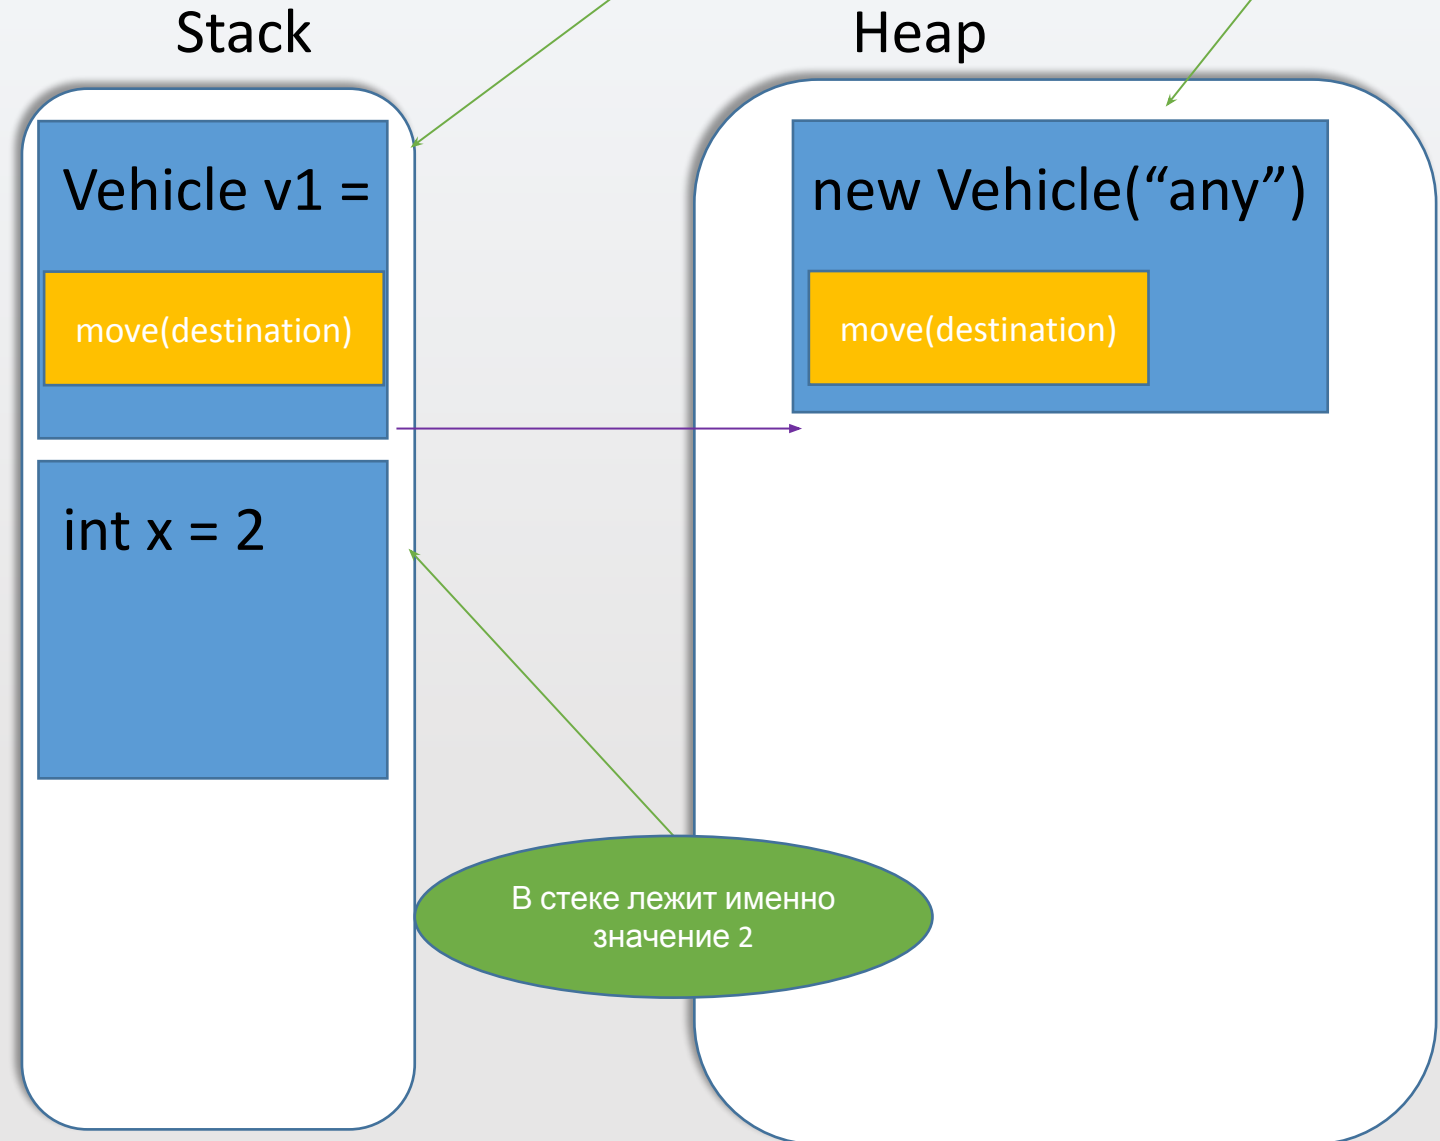 Stack
Heap
Vehicle v1 =
move(destination)
int x = 2
new Vehicle(“any”)
move(destination)
В стеке лежит именно
значение 2